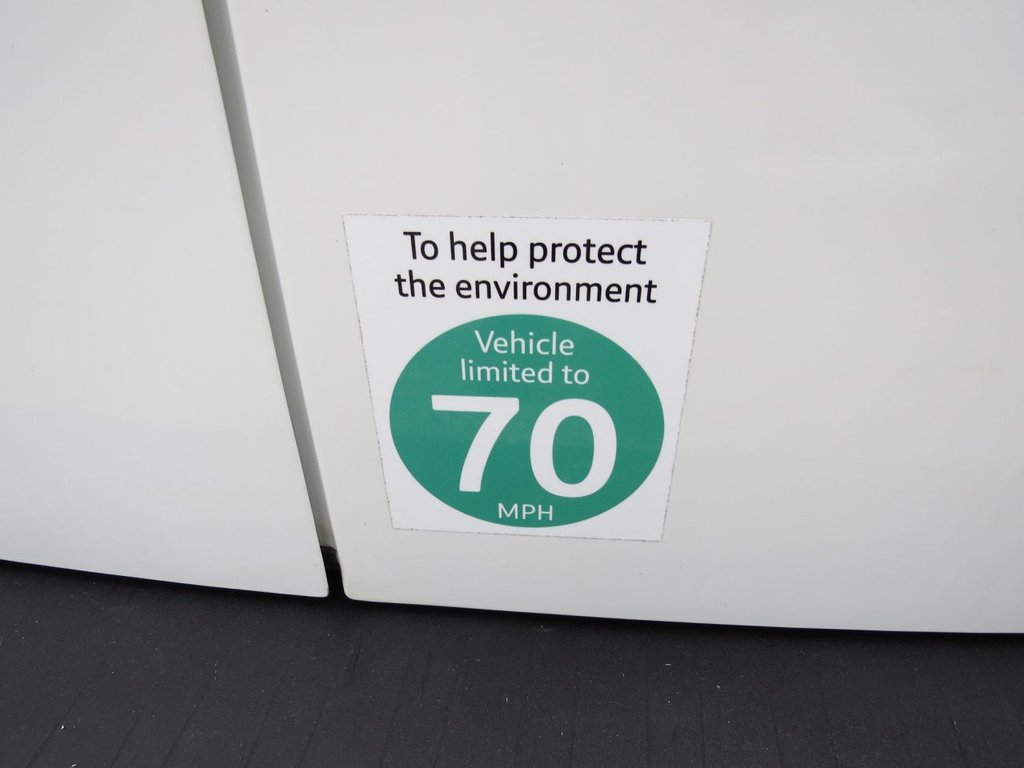 To help protect
the environment
Vehicle
limited to
70
MPH